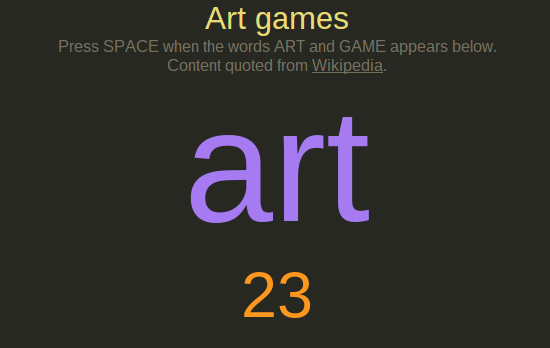 Art games
Press SPACE when the words ART and GAME appears below.
Content quoted from Wikipedia.
art
23